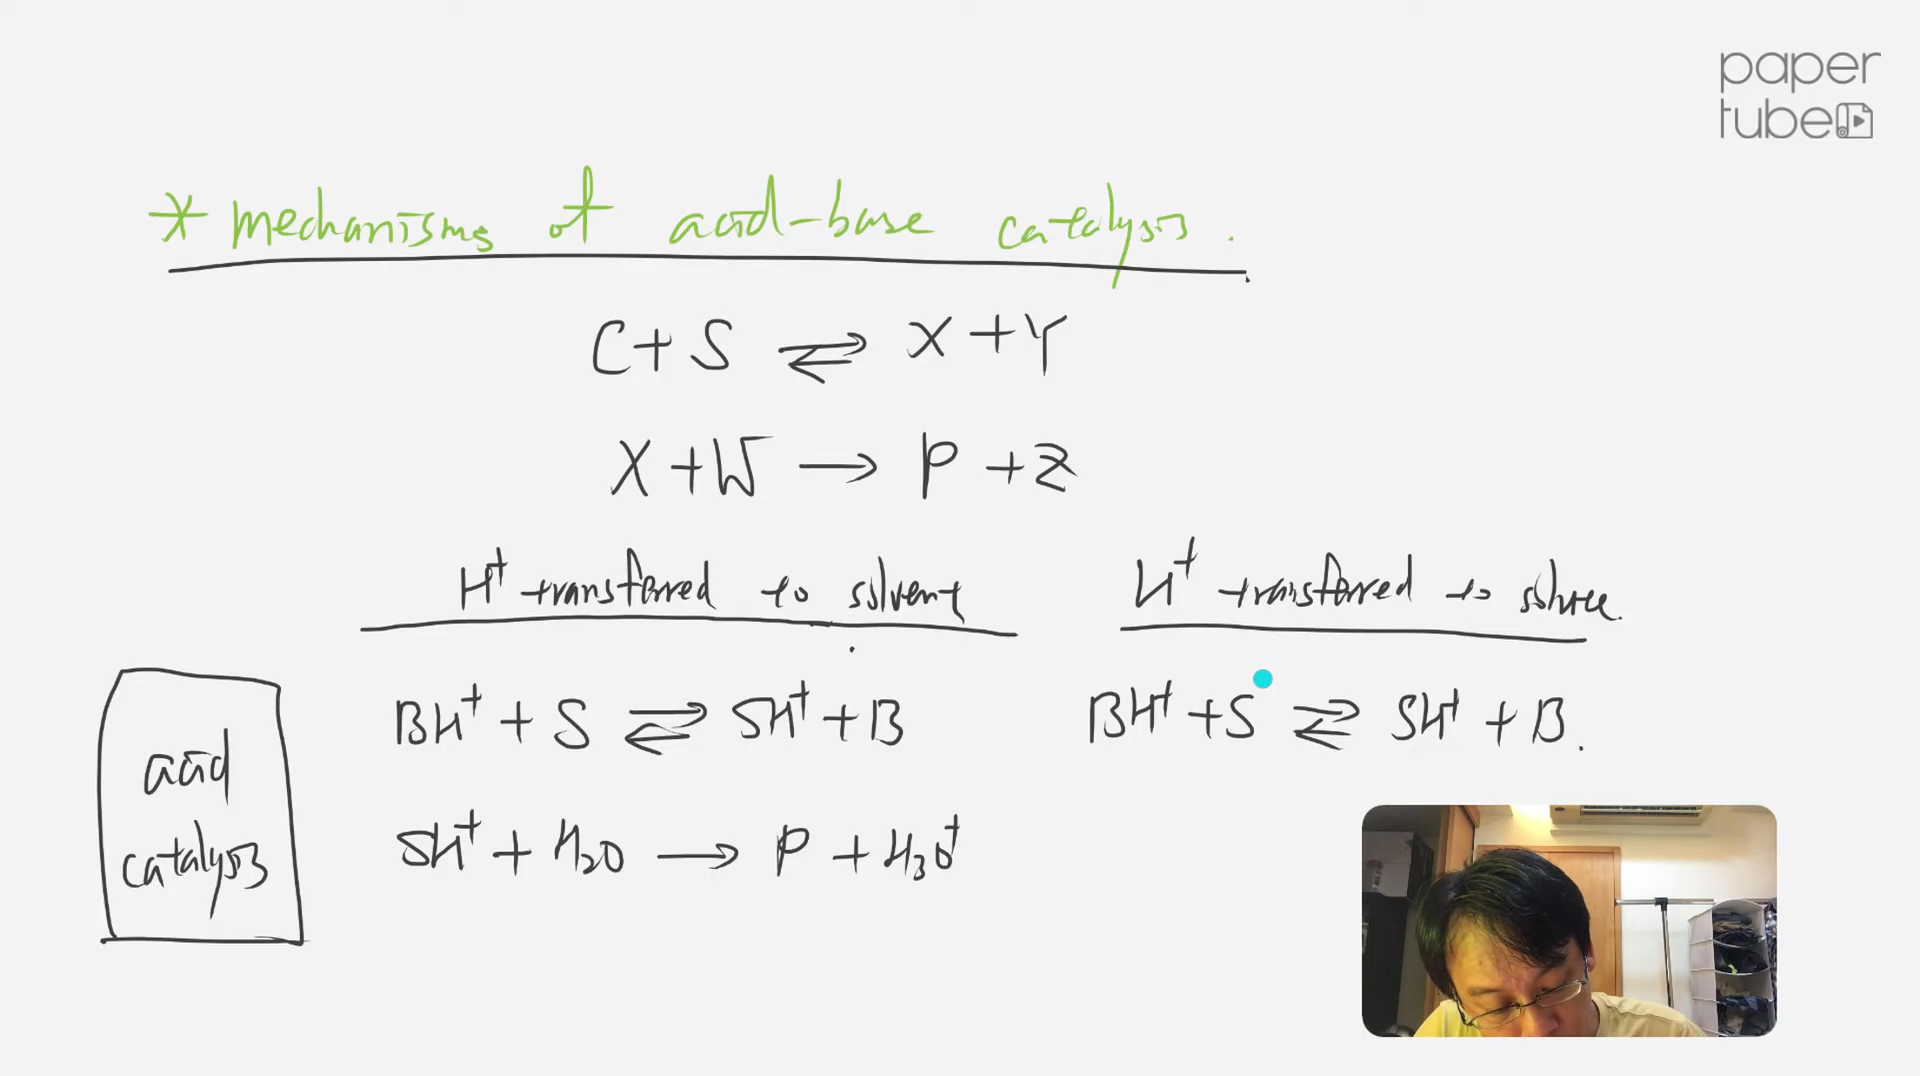 paper
tube
* mechanisms of acid-base catalysis.
C + S ⇌ X + Y
X + W → P + Z
H⁺ transferred to solvent
H⁺ transferred to solute.
acid
catalysis
BH⁺ + S ⇌ SH⁺ + B
BH⁺ + S ⇌ SH⁺ + B.
SH⁺ + H₂O → P + H₃O⁺